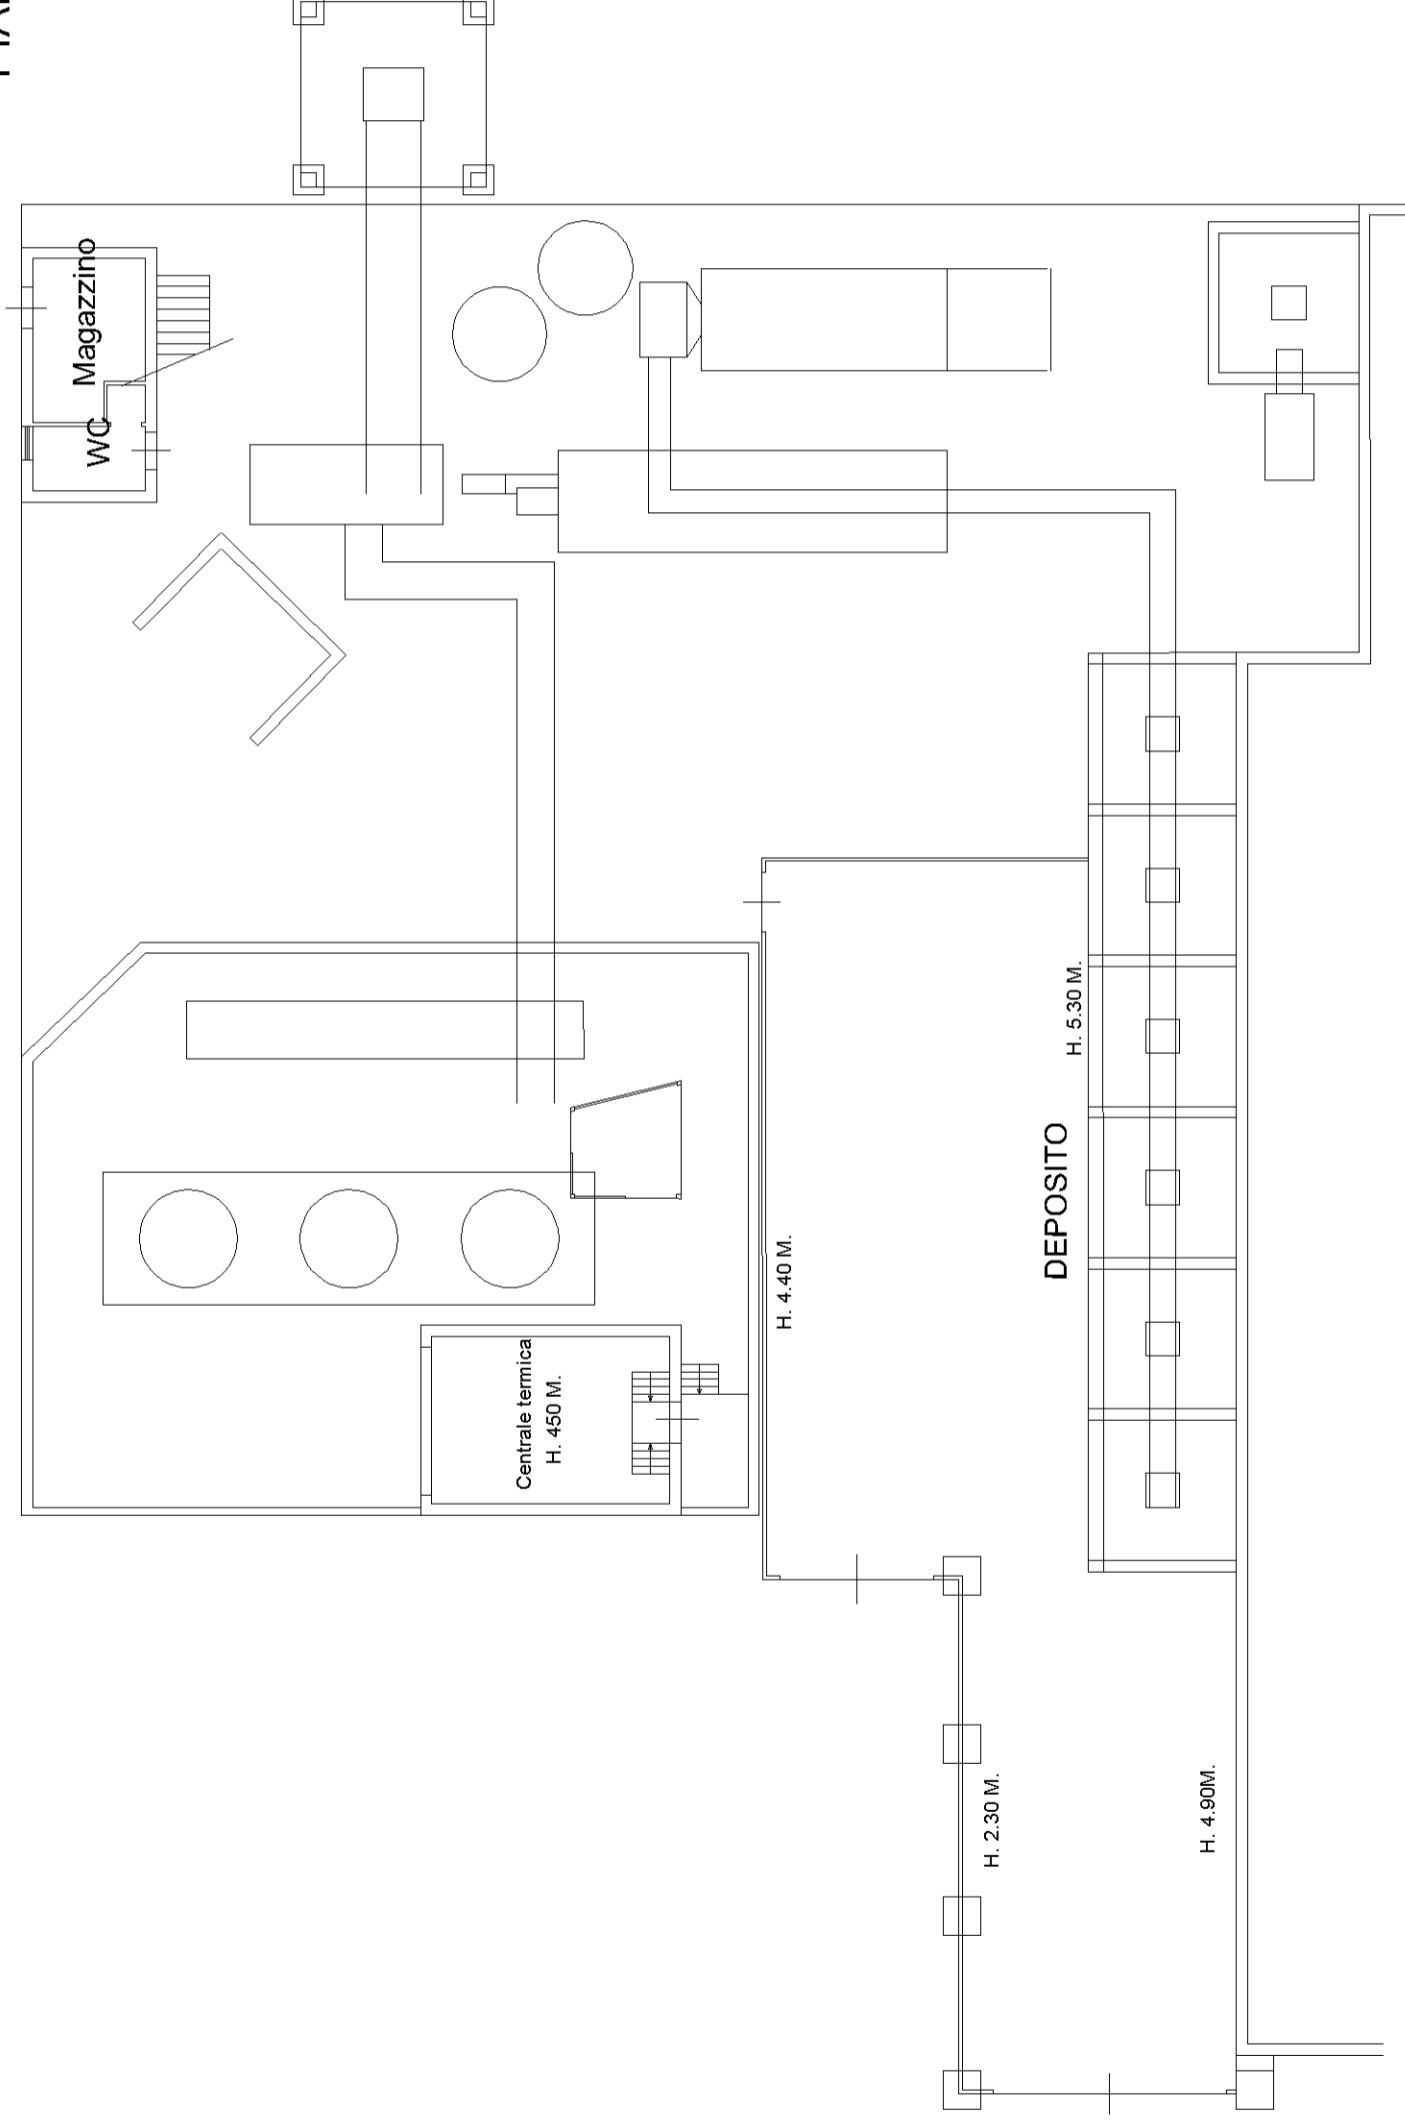 Magazzino
WC
H. 5.30 M.
DEPOSITO
H. 4.40 M.
Centrale termica
H. 450 M.
H. 2.30 M.
H. 4.90M.